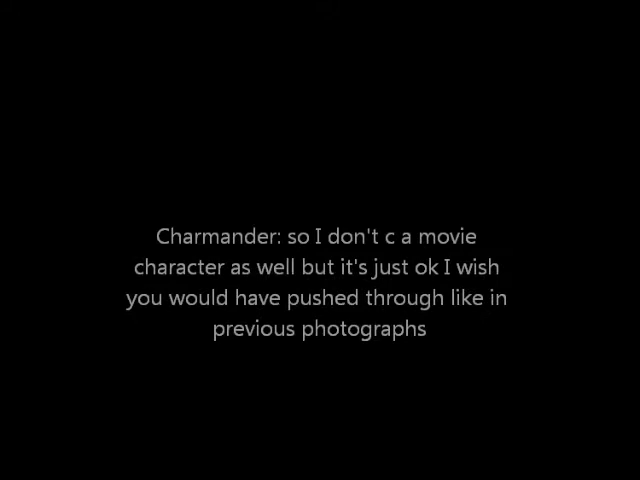 Charmander: so I don't c a movie
character as well but it's just ok I wish
you would have pushed through like in
previous photographs